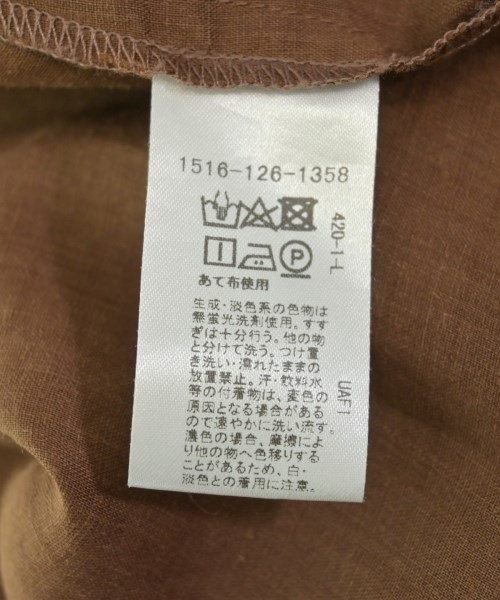 1516-126-1358
P
420-1-L
あて布使用
生成・淡色系の色物は
無蛍光洗剤使用。すす
ぎは十分行う。他の物
と分けて洗う。つけ置
き洗い・濡れたままの
放置禁止。汗・飲料水
等の付着物は、変色の
原因となる場合がある
ので速やかに洗い流す。
濃色の場合、摩擦によ
り他の物へ色移りする
ことがあるため、白・
淡色との着用に注意。
UAF1